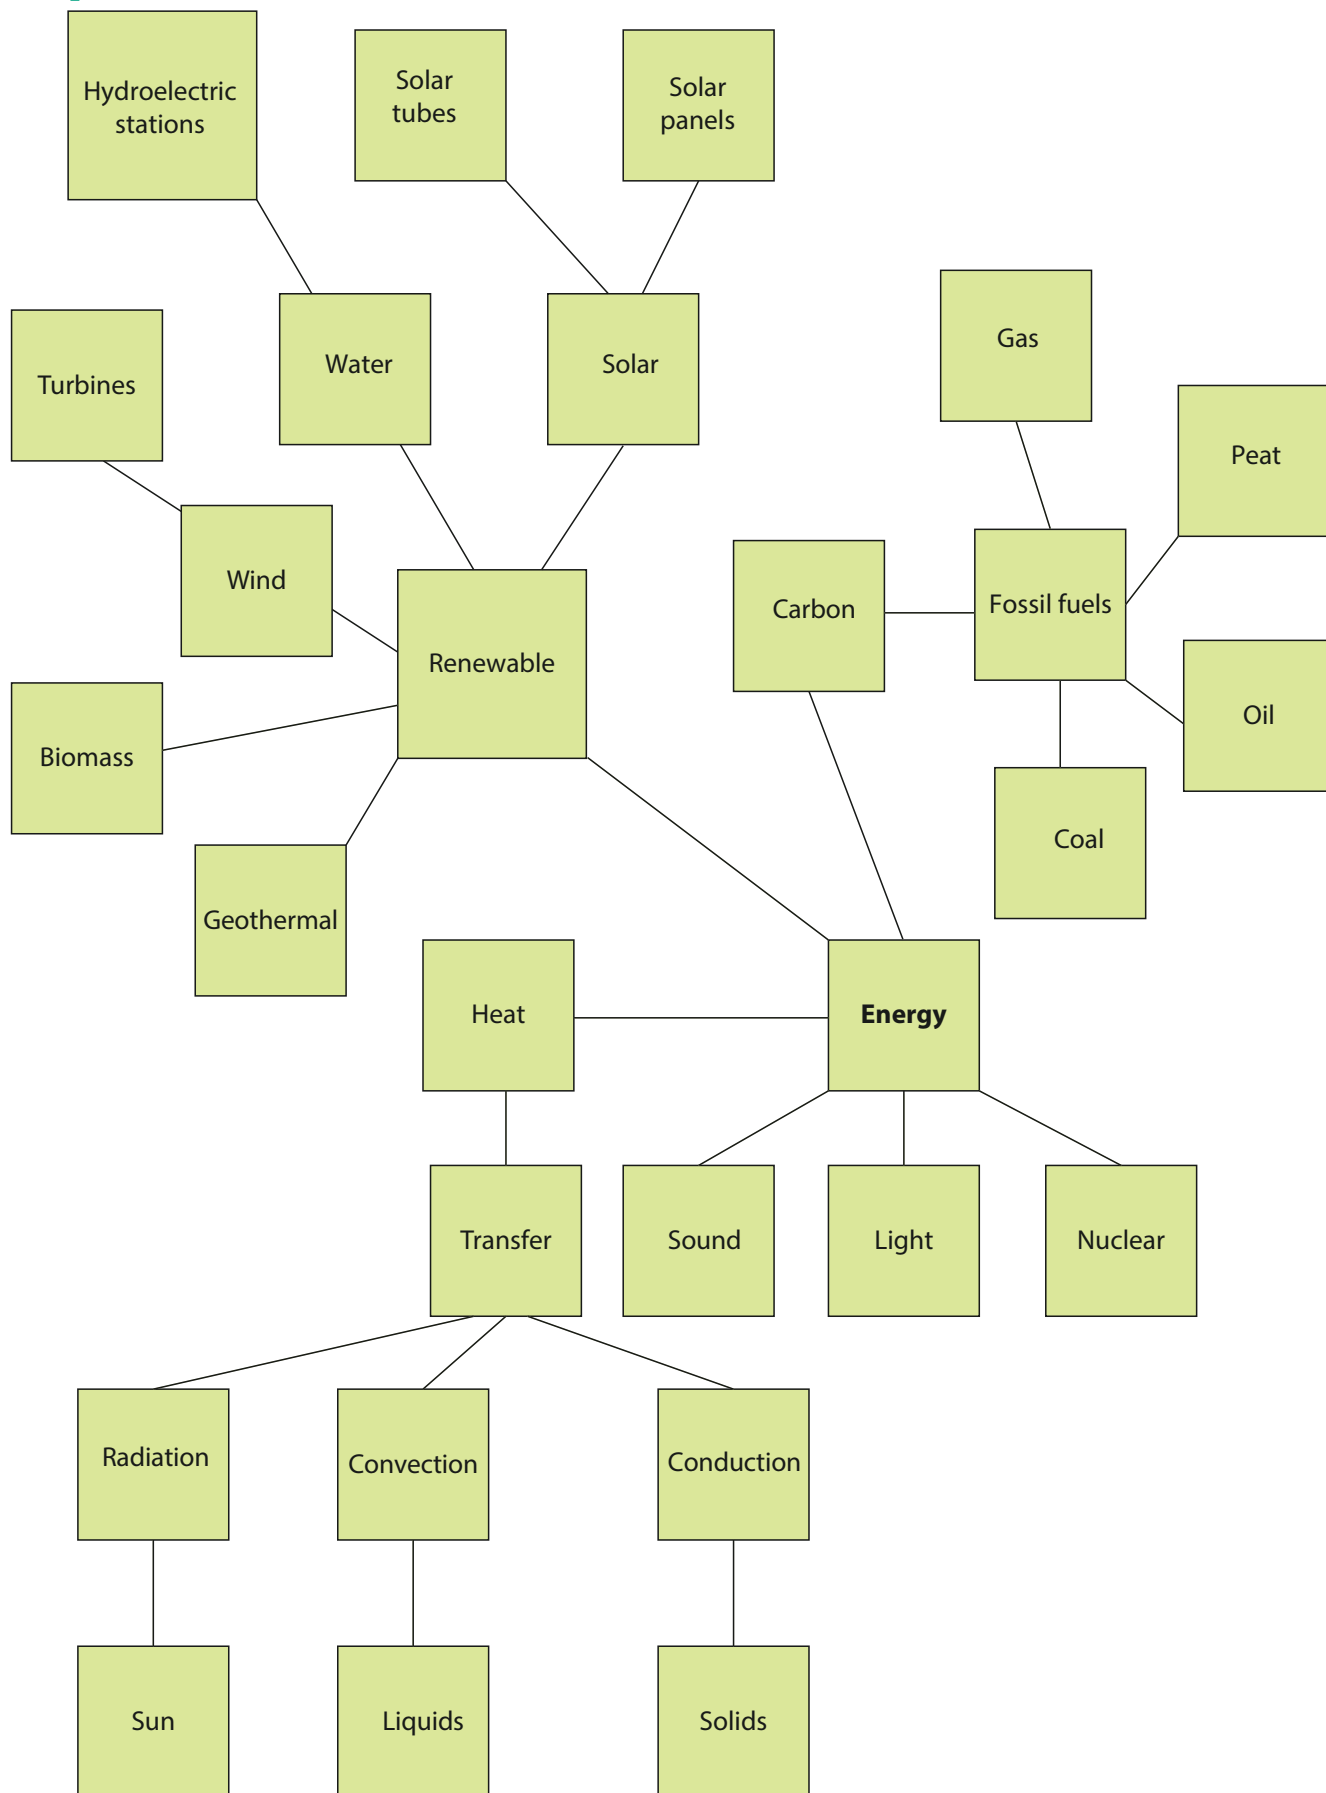 Hydroelectric
stations
Solar
tubes
Solar
panels
Gas
Turbines
Water
Solar
Peat
Wind
Carbon
Fossil fuels
Renewable
Oil
Biomass
Coal
Geothermal
Heat
Energy
Transfer
Sound
Light
Nuclear
Radiation
Convection
Conduction
Sun
Liquids
Solids